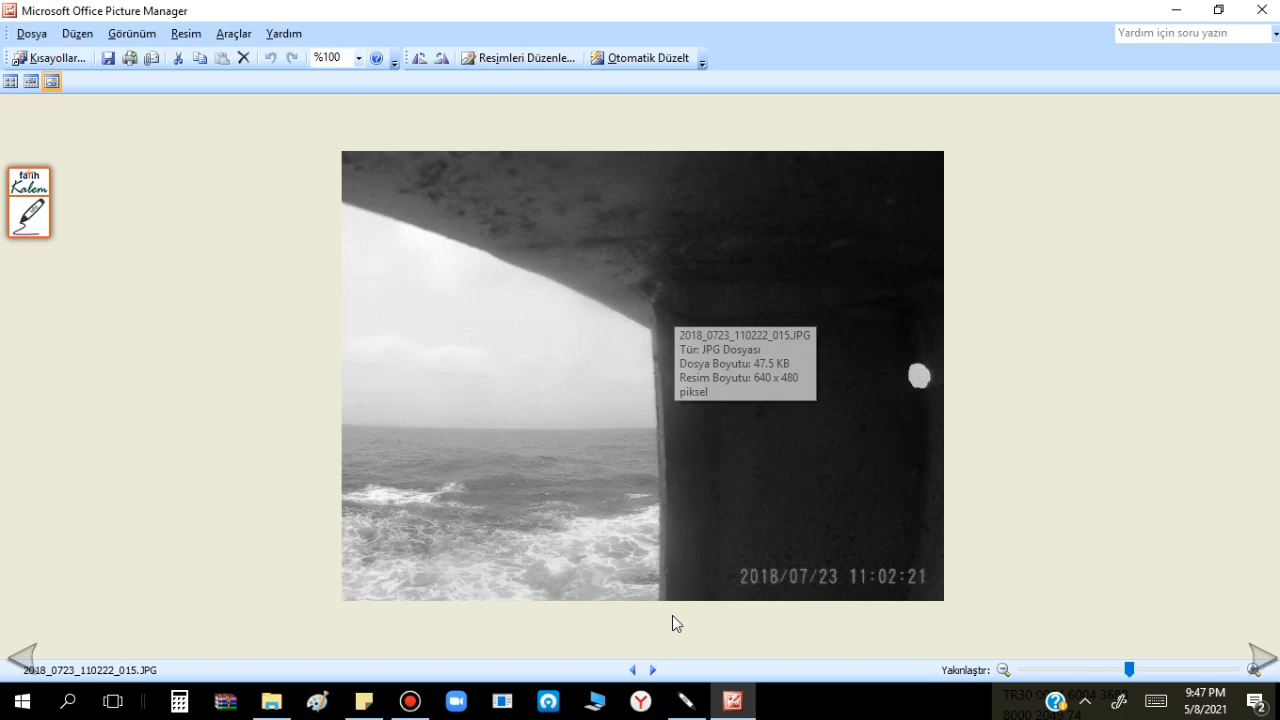 Microsoft Office Picture Manager
Dosya Düzen Görünüm Resim Araçlar Yardım
Yardım için soru yazın
Kısayollar... %100 Resimleri Düzenle... Otomatik Düzelt
fatih
Kalem
2018_0723_110222_015.JPG
Tür: JPG Dosyası
Dosya Boyutu: 47.5 KB
Resim Boyutu: 640 x 480
piksel
2018/07/23 11:02:21
2018_0723_110222_015.JPG
Yakınlaştır:
9:47 PM
5/8/2021
2